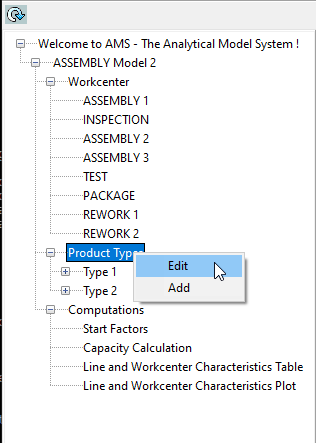 Welcome to AMS - The Analytical Model System !
ASSEMBLY Model 2
Workcenter
ASSEMBLY 1
INSPECTION
ASSEMBLY 2
ASSEMBLY 3
TEST
PACKAGE
REWORK 1
REWORK 2
Product Types
Edit
Type 1
Add
Type 2
Computations
Start Factors
Capacity Calculation
Line and Workcenter Characteristics Table
Line and Workcenter Characteristics Plot